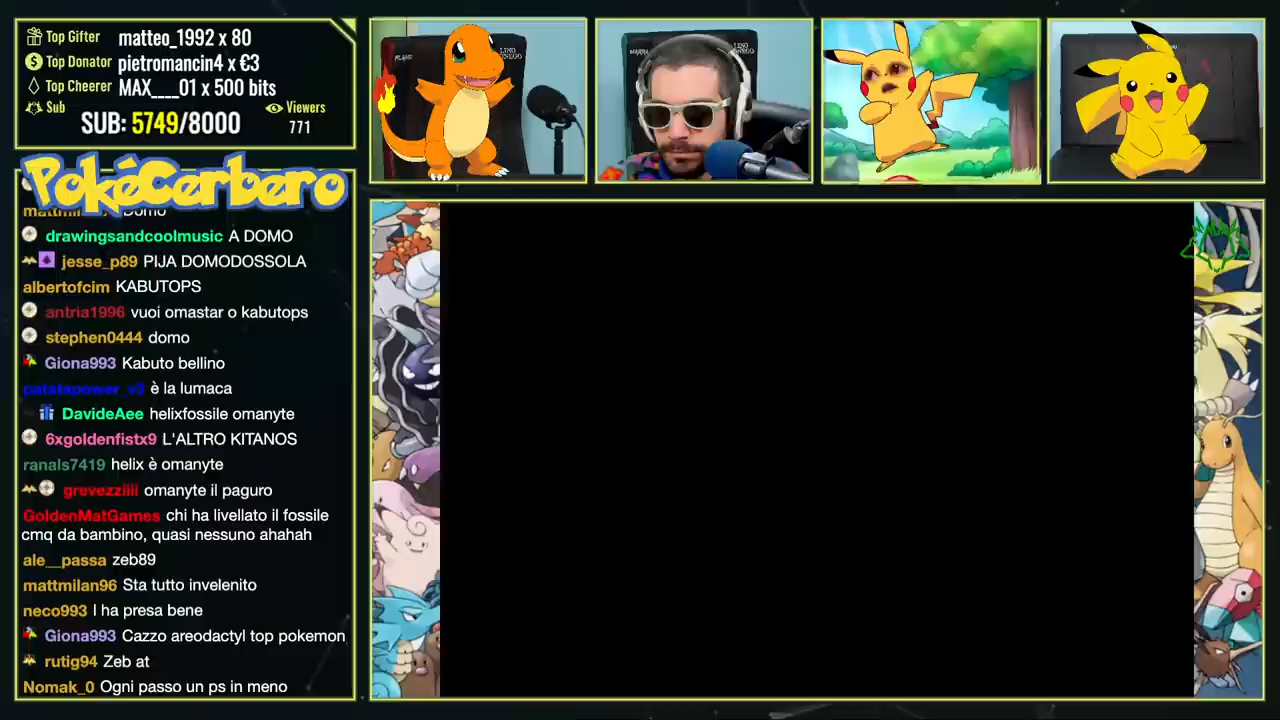 Top Gifter matteo_1992 x 80
Top Donator pietromancin4 x €3
Top Cheerer MAX____01 x 500 bits
Sub
Viewers
SUB: 5749/8000
771
PokéCerbero
Domo
drawingsandcoolmusic A DOMO
jesse_p89 PIJA DOMODOSSOLA
albertofcim KABUTOPS
antria1996 vuoi omastar o kabutops
stephen0444 domo
Giona993 Kabuto bellino
patatapower_v3 è la lumaca
DavideAee helixfossile omanyte
6xgoldenfistx9 L'ALTRO KITANOS
ranals7419 helix è omanyte
grevezziiii omanyte il paguro
GoldenMatGames chi ha livellato il fossile
cmq da bambino, quasi nessuno ahahah
ale__passa zeb89
mattmilan96 Sta tutto invelenito
neco993 l ha presa bene
Giona993 Cazzo areodactyl top pokemon
rutig94 Zeb at
Nomak_0 Ogni passo un ps in meno